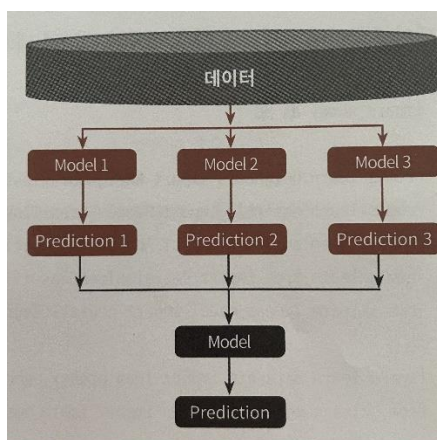 데이터
Model 1
Model 2
Model 3
Prediction 1
Prediction 2
Prediction 3
Model
Prediction